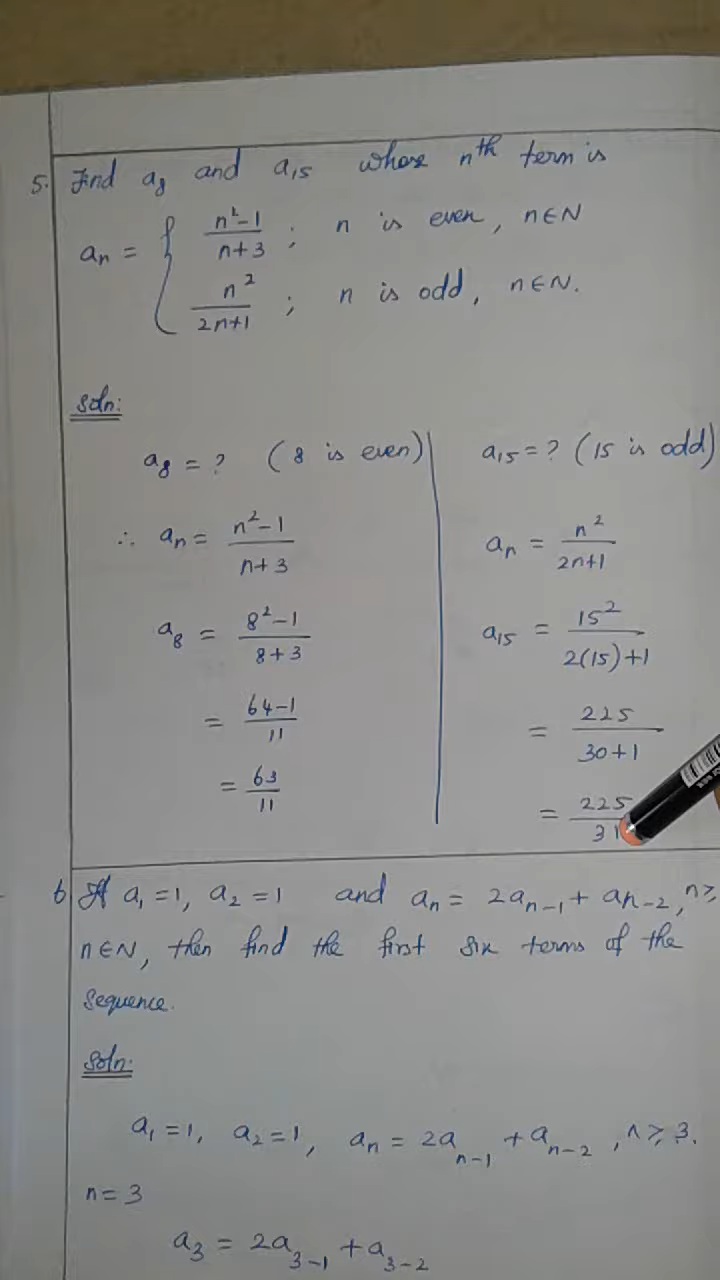 5. Find a₈ and a₁₅ whose nth term is
aₙ = { n²-1 / n+3 ; n is even, n∈N
n² / 2n+1 ; n is odd, n∈N.
Soln:
a₈ = ? (8 is even)
∴ aₙ = n²-1 / n+3
a₈ = 8²-1 / 8+3
= 64-1 / 11
= 63 / 11
a₁₅ = ? (15 is odd)
aₙ = n² / 2n+1
a₁₅ = 15² / 2(15)+1
= 225 / 30+1
= 225 / 31
6 If a₁ = 1, a₂ = 1 and aₙ = 2aₙ₋₁ + aₙ₋₂, n ≥
n∈N, then find the first six terms of the
sequence.
Soln:
a₁ = 1, a₂ = 1, aₙ = 2aₙ₋₁ + aₙ₋₂, n ≥ 3.
n = 3
a₃ = 2a₃₋₁ + a₃₋₂